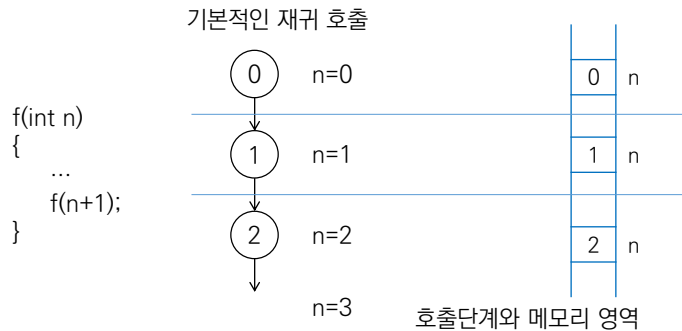 기본적인 재귀 호출
f(int n)
{
...
f(n+1);
}
0 n=0
1 n=1
2 n=2
n=3
0 n
1 n
2 n
호출단계와 메모리 영역